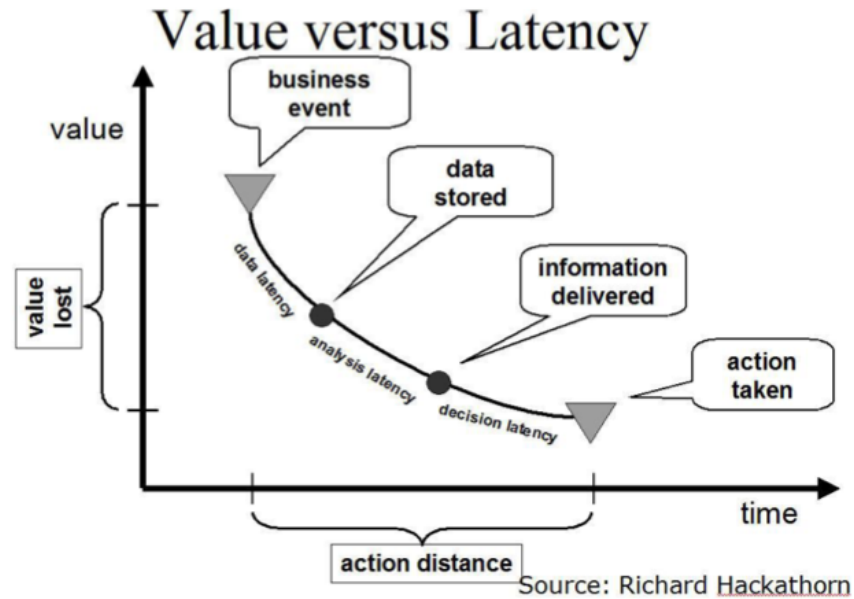 Value versus Latency
business
event
value
data
stored
data latency
information
delivered
value
lost
analysis latency
action
taken
decision latency
time
action distance
Source: Richard Hackathorn